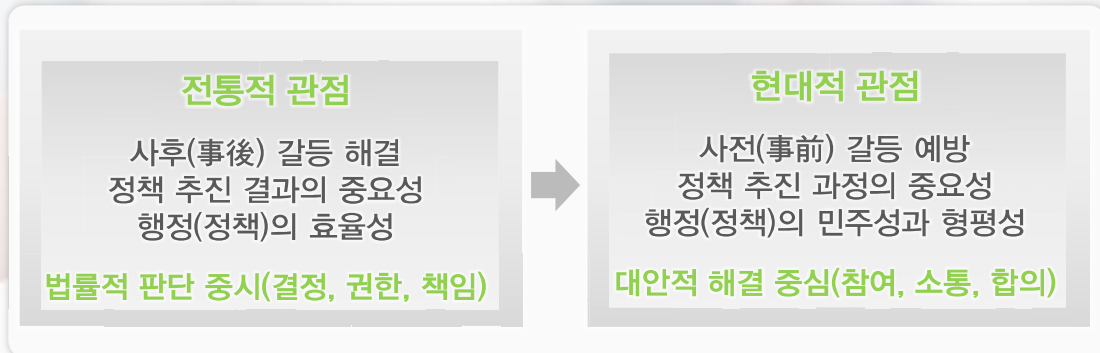 전통적 관점
사후(事後) 갈등 해결
정책 추진 결과의 중요성
행정(정책)의 효율성
법률적 판단 중시(결정, 권한, 책임)
현대적 관점
사전(事前) 갈등 예방
정책 추진 과정의 중요성
행정(정책)의 민주성과 형평성
대안적 해결 중심(참여, 소통, 합의)